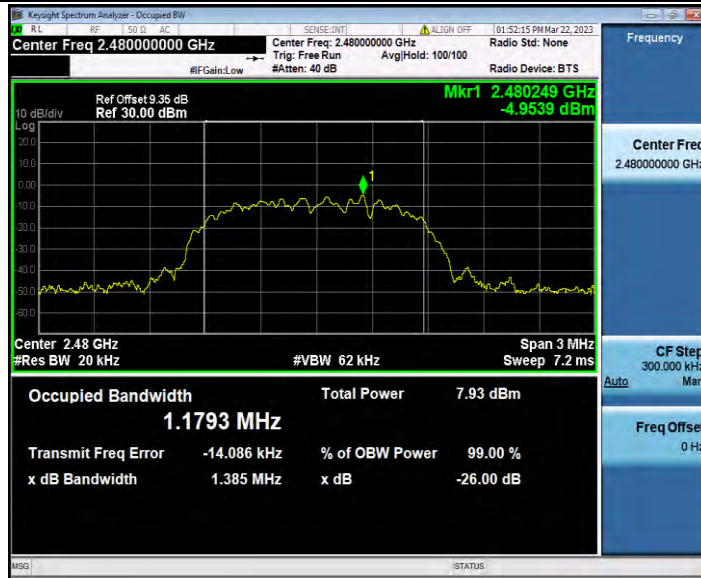 Keysight Spectrum Analyzer - Occupied BW
RL RF 50 Ω AC SENSE:INT ALIGN OFF 01:52:15 PM Mar 22, 2023
Center Freq 2.480000000 GHz
Center Freq: 2.480000000 GHz
Radio Std: None
Trig: Free Run Avg|Hold: 100/100
#IFGain:Low #Atten: 40 dB Radio Device: BTS
Mkr1 2.480249 GHz
-4.9539 dBm
Ref Offset 9.35 dB
10 dB/div Ref 30.00 dBm
Log
20.0
10.0
0.00
-10.0
-20.0
-30.0
-40.0
-50.0
-60.0
1
Center 2.48 GHz Span 3 MHz
#Res BW 20 kHz #VBW 62 kHz Sweep 7.2 ms
Occupied Bandwidth Total Power 7.93 dBm
1.1793 MHz
Transmit Freq Error -14.086 kHz % of OBW Power 99.00 %
x dB Bandwidth 1.385 MHz x dB -26.00 dB
MSG STATUS
Frequency
Center Freq
2.480000000 GHz
CF Step
300.000 kHz
Auto Man
Freq Offset
0 Hz